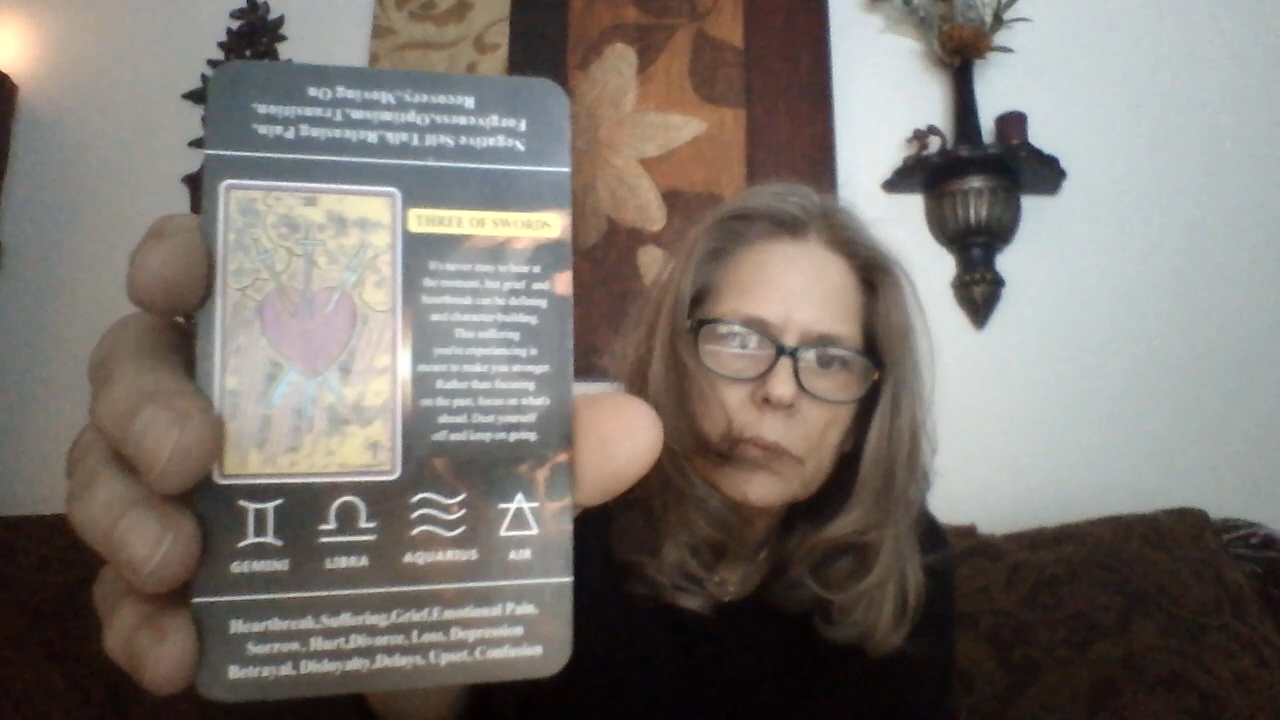 Negative Self Talk,Releasing Pain,
Forgiveness,Optimism,Transition,
Recovery,Moving On
THREE OF SWORDS
It's never easy to hear at
the moment, but grief and
heartbreak can be defining
and character-building.
The suffering
you're experiencing is
meant to make you stronger.
Rather than focusing
on the past, focus on what's
ahead. Dust yourself
off and keep on going.
GEMINI LIBRA AQUARIUS AIR
Heartbreak,Suffering,Grief,Emotional Pain,
Sorrow, Hurt,Divorce, Loss, Depression
Betrayal, Disloyalty,Delays, Upset, Confusion